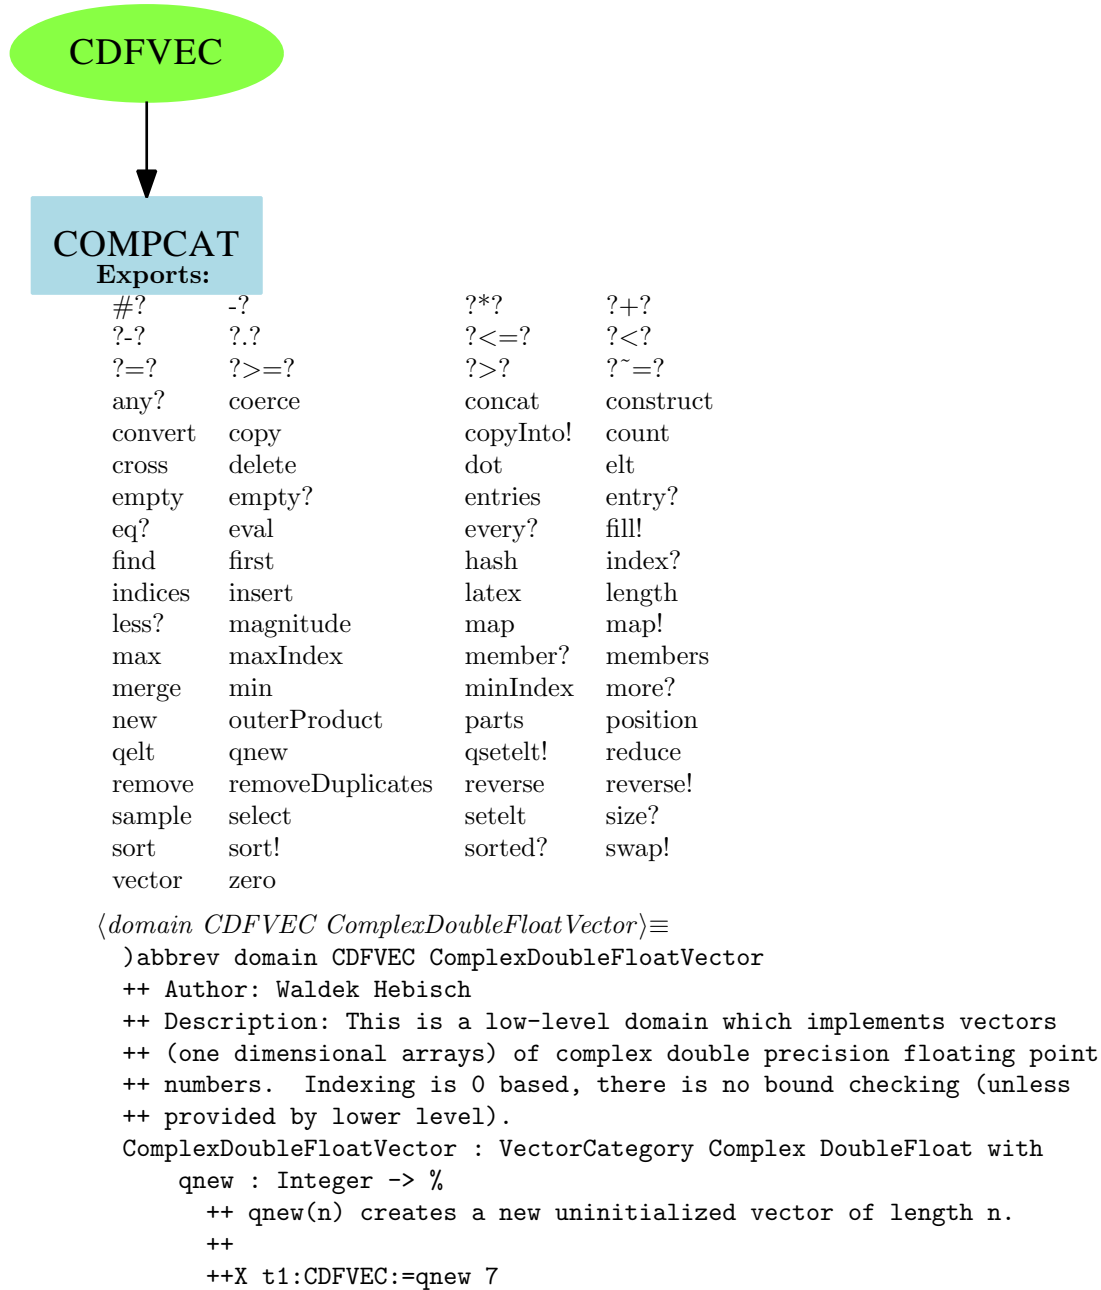 CDFVEC
COMPCAT
Exports:
#? -? ?*? ?+?
?-? ?.? ?<=? ?<?
?=? ?>=? ?>? ?~=?
any? coerce concat construct
convert copy copyInto! count
cross delete dot elt
empty empty? entries entry?
eq? eval every? fill!
find first hash index?
indices insert latex length
less? magnitude map map!
max maxIndex member? members
merge min minIndex more?
new outerProduct parts position
qelt qnew qsetelt! reduce
remove removeDuplicates reverse reverse!
sample select setelt size?
sort sort! sorted? swap!
vector zero
⟨domain CDFVEC ComplexDoubleFloatVector⟩≡
)abbrev domain CDFVEC ComplexDoubleFloatVector
++ Author: Waldek Hebisch
++ Description: This is a low-level domain which implements vectors
++ (one dimensional arrays) of complex double precision floating point
++ numbers.  Indexing is 0 based, there is no bound checking (unless
++ provided by lower level).
ComplexDoubleFloatVector : VectorCategory Complex DoubleFloat with
qnew : Integer -> %
++ qnew(n) creates a new uninitialized vector of length n.
++
++X t1:CDFVEC:=qnew 7